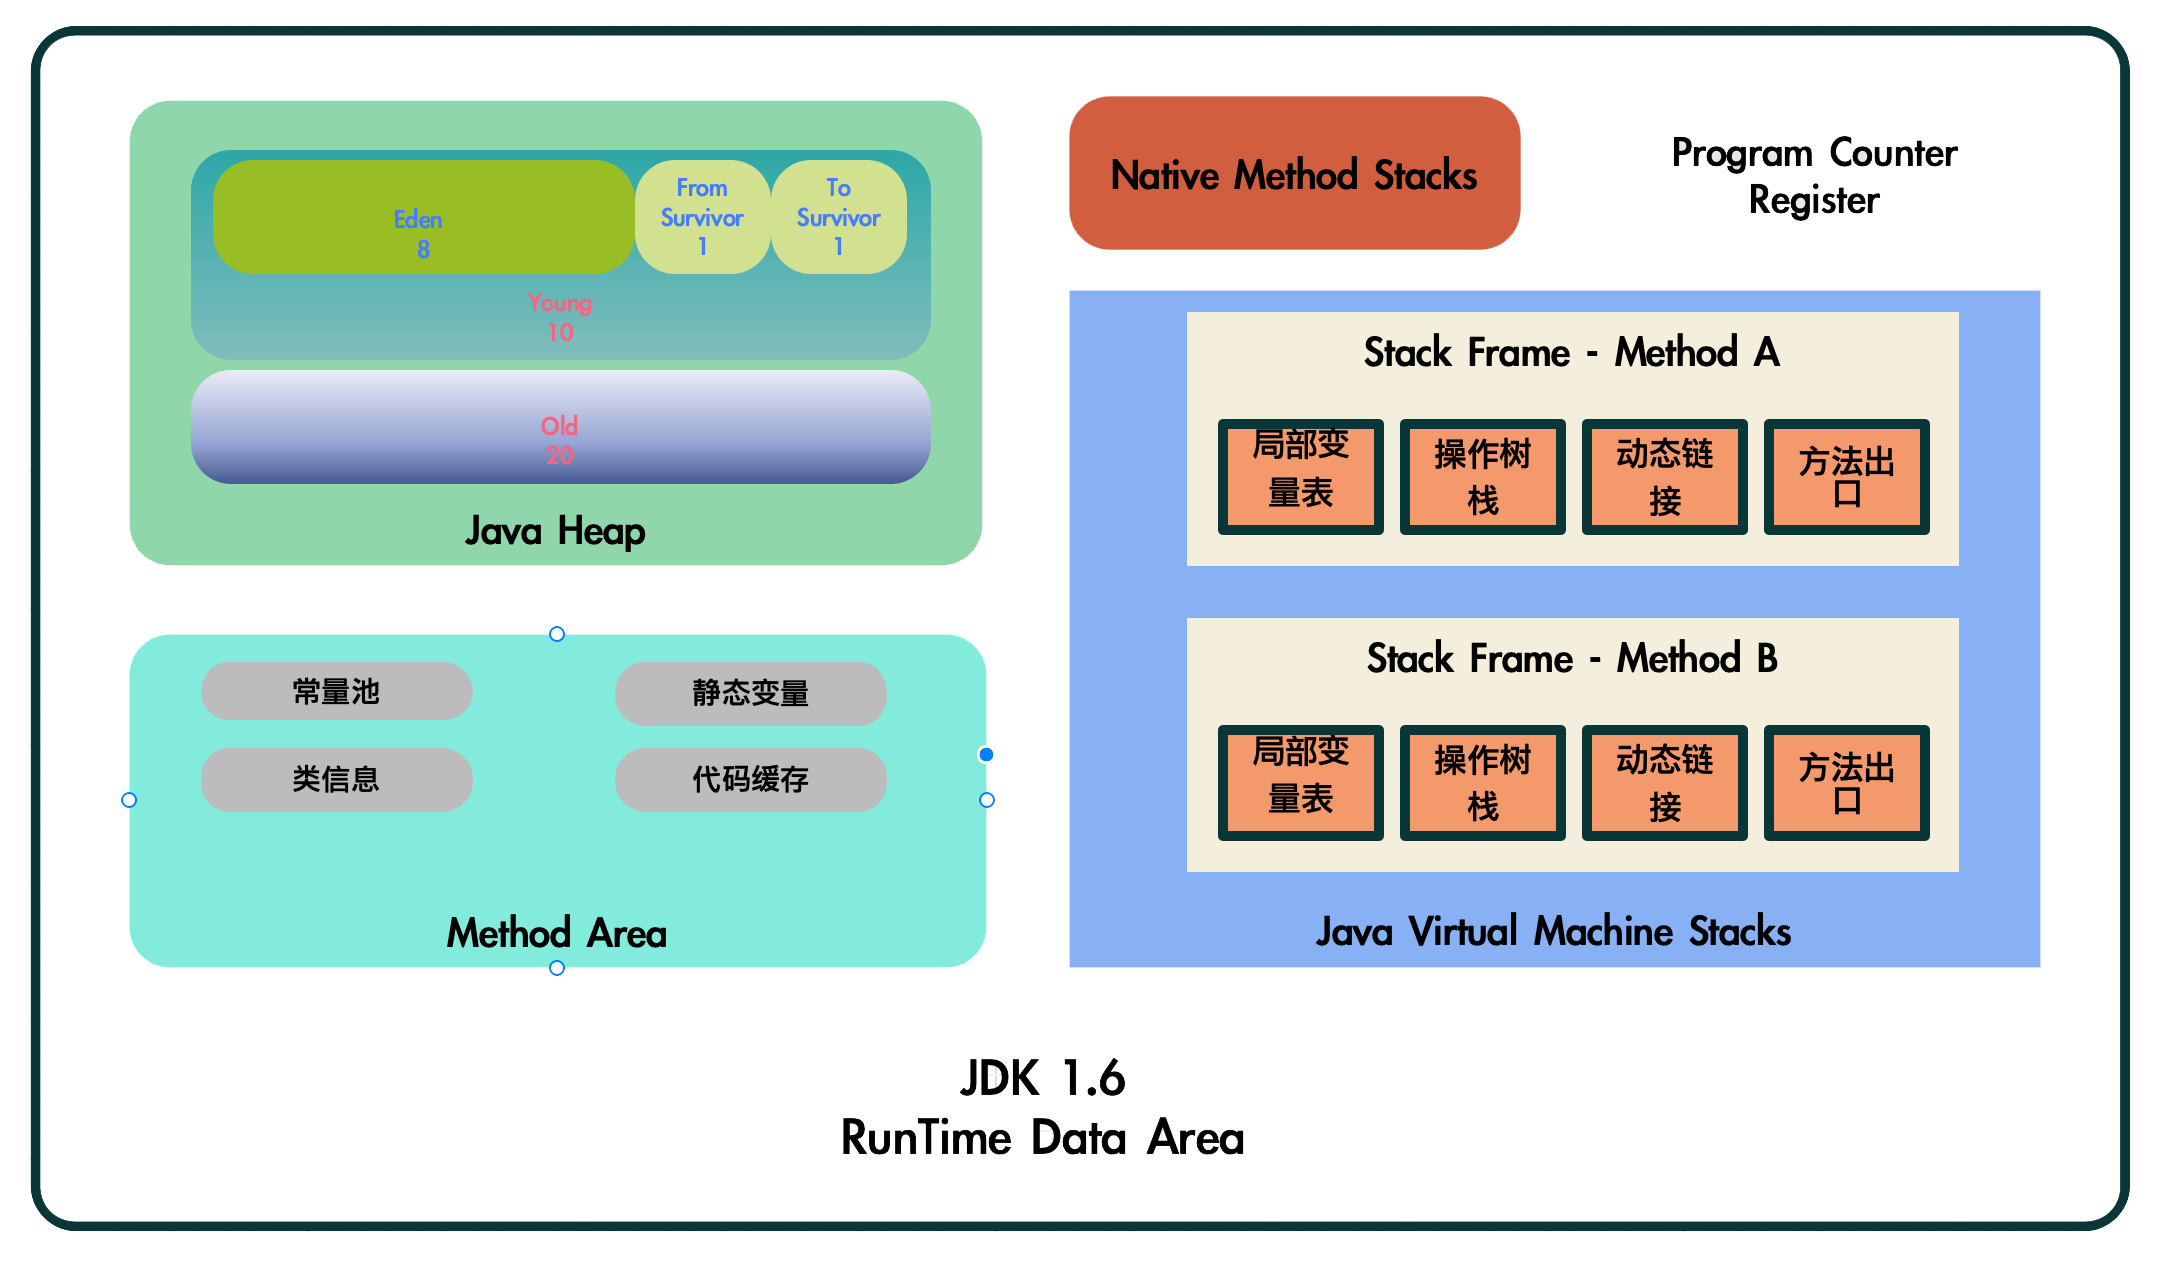 Eden
8
From
Survivor
1
To
Survivor
1
Young
10
Old
20
Java Heap
常量池
静态变量
类信息
代码缓存
Method Area
Native Method Stacks
Program Counter
Register
Stack Frame - Method A
局部变
量表
操作树
栈
动态链
接
方法出
口
Stack Frame - Method B
局部变
量表
操作树
栈
动态链
接
方法出
口
Java Virtual Machine Stacks
JDK 1.6
RunTime Data Area